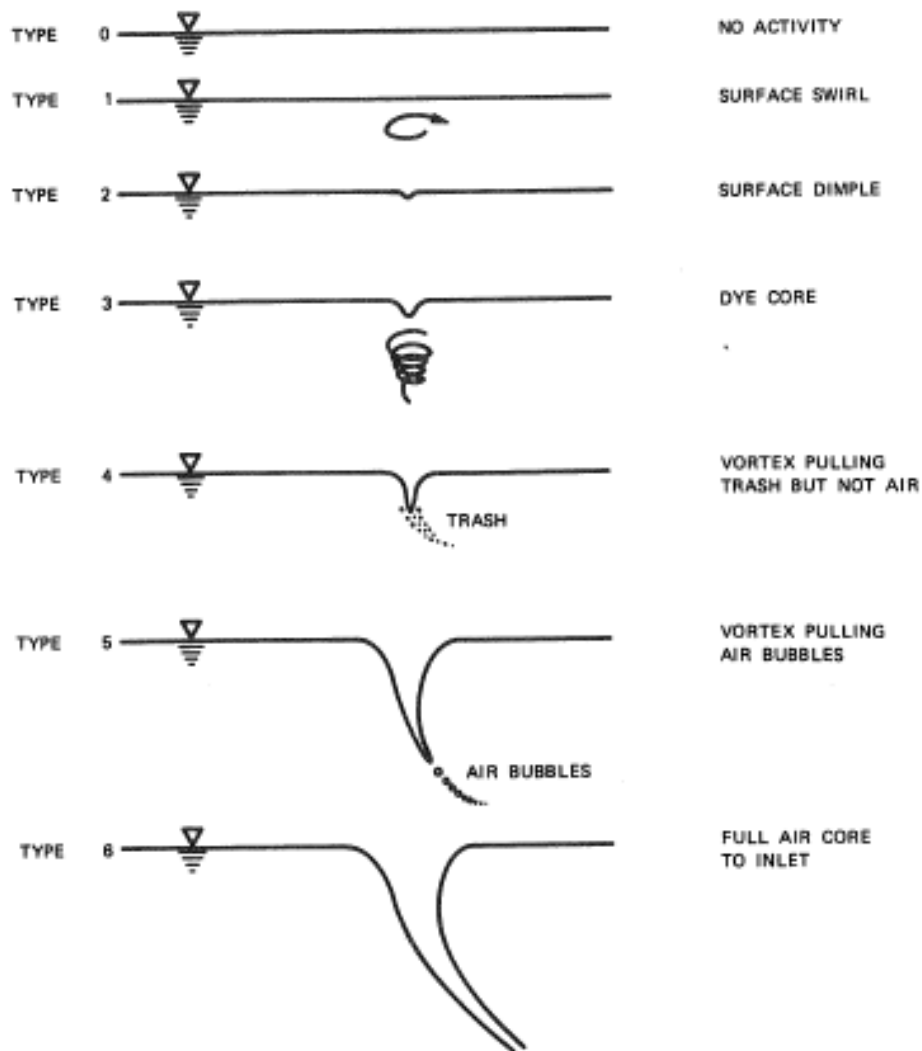 TYPE 0 NO ACTIVITY
TYPE 1 SURFACE SWIRL
TYPE 2 SURFACE DIMPLE
TYPE 3 DYE CORE
TYPE 4 VORTEX PULLING
TRASH BUT NOT AIR
TRASH
TYPE 5 VORTEX PULLING
AIR BUBBLES
AIR BUBBLES
TYPE 6 FULL AIR CORE
TO INLET